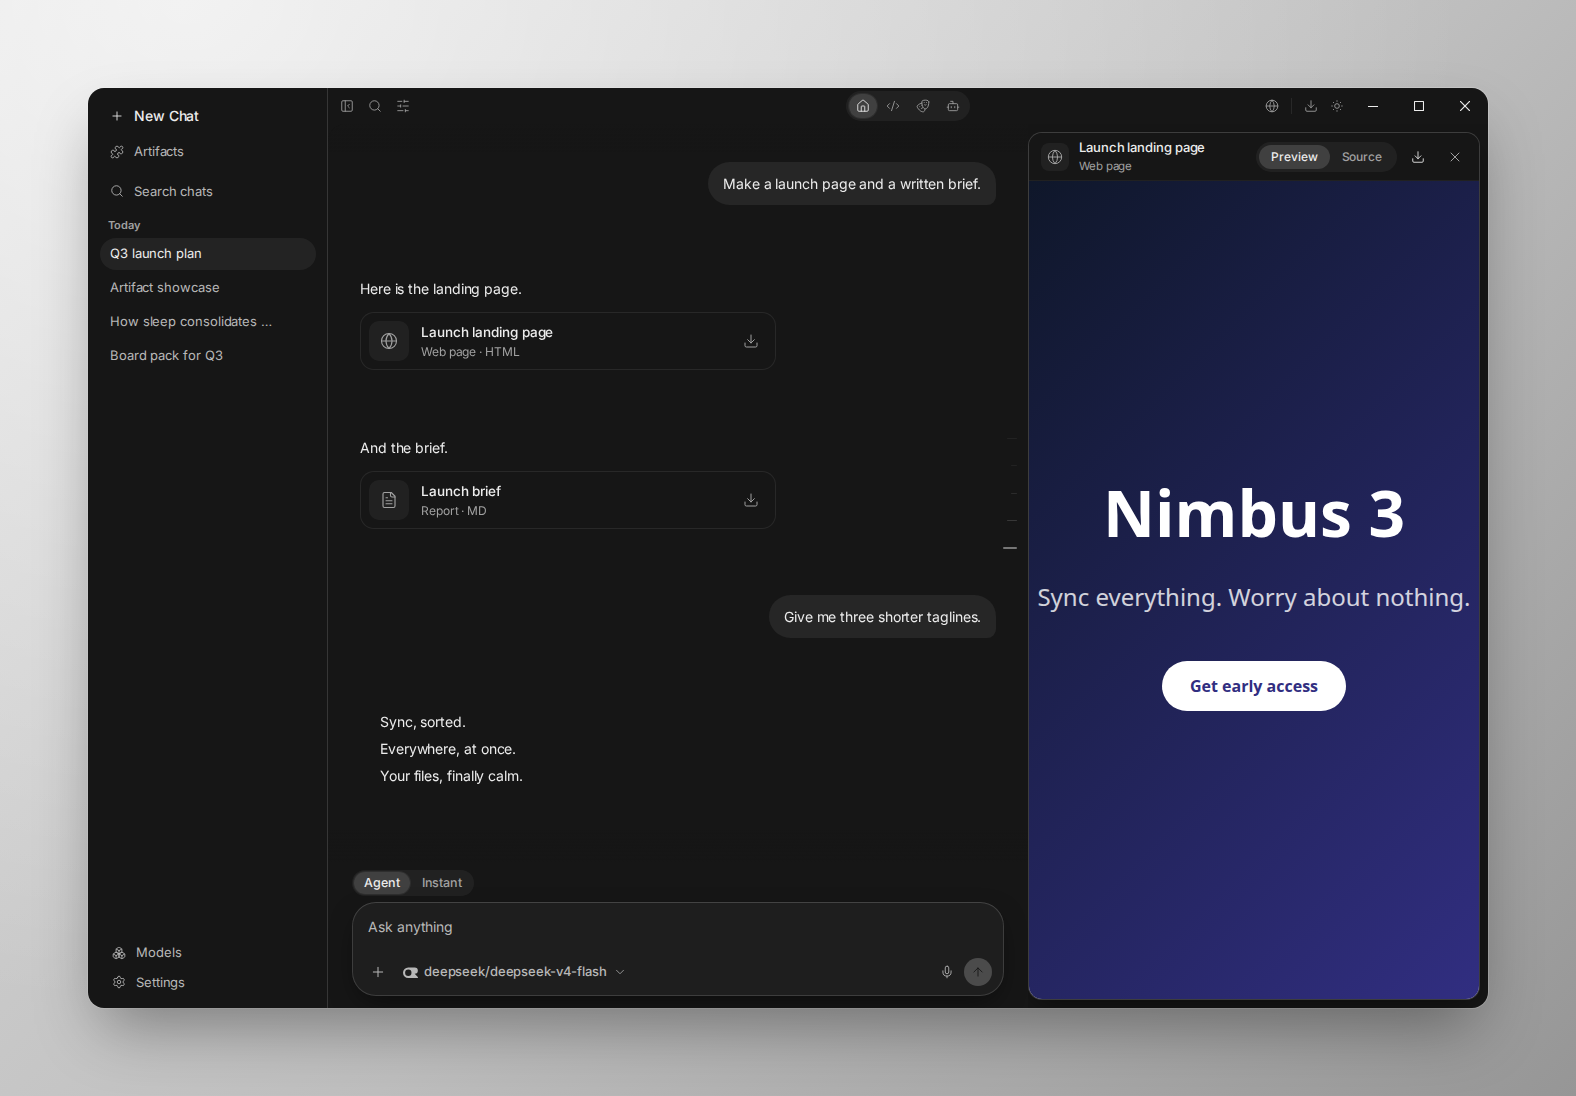 New Chat
Artifacts
Search chats
Today
Q3 launch plan
Artifact showcase
How sleep consolidates ...
Board pack for Q3
Models
Settings
Make a launch page and a written brief.
Here is the landing page.
Launch landing page
Web page · HTML
And the brief.
Launch brief
Report · MD
Give me three shorter taglines.
Sync, sorted.
Everywhere, at once.
Your files, finally calm.
Agent Instant
Ask anything
deepseek/deepseek-v4-flash
Launch landing page
Web page
Preview Source
Nimbus 3
Sync everything. Worry about nothing.
Get early access